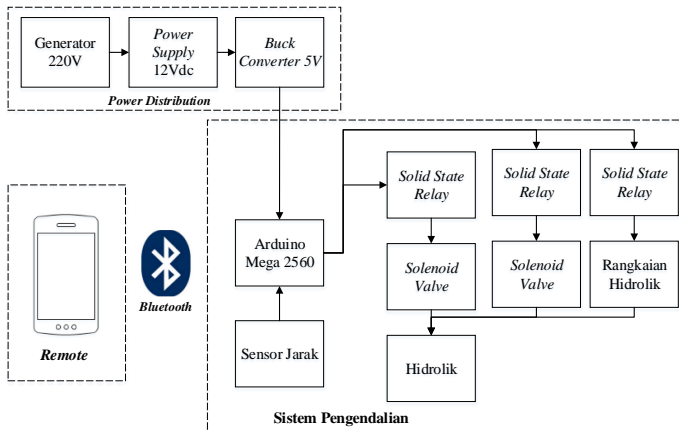 Generator
220V
Power
Supply
12Vdc
Buck
Converter 5V
Power Distribution
Solid State
Relay
Solid State
Relay
Solid State
Relay
Arduino
Mega 2560
Solenoid
Valve
Solenoid
Valve
Rangkaian
Hidrolik
Bluetooth
Remote
Sensor Jarak
Hidrolik
Sistem Pengendalian